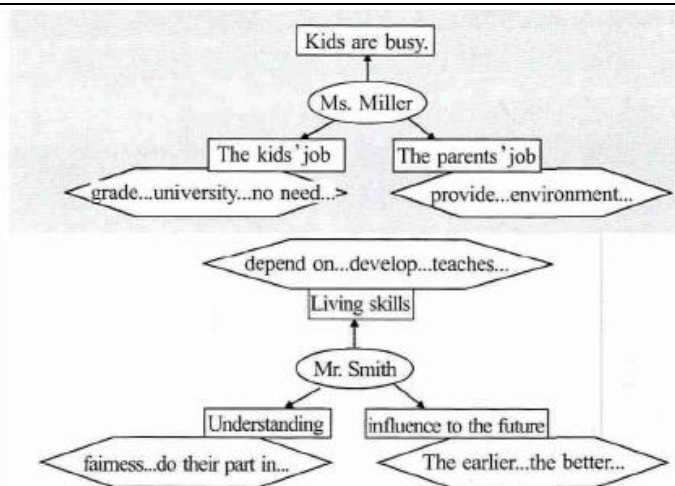 Kids are busy.
Ms. Miller
The kids' job
The parents' job
grade...university...no need...
provide...environment...
depend on...develop...teaches...
Living skills
Mr. Smith
Understanding
influence to the future
fairness...do their part in...
The earlier...the better...